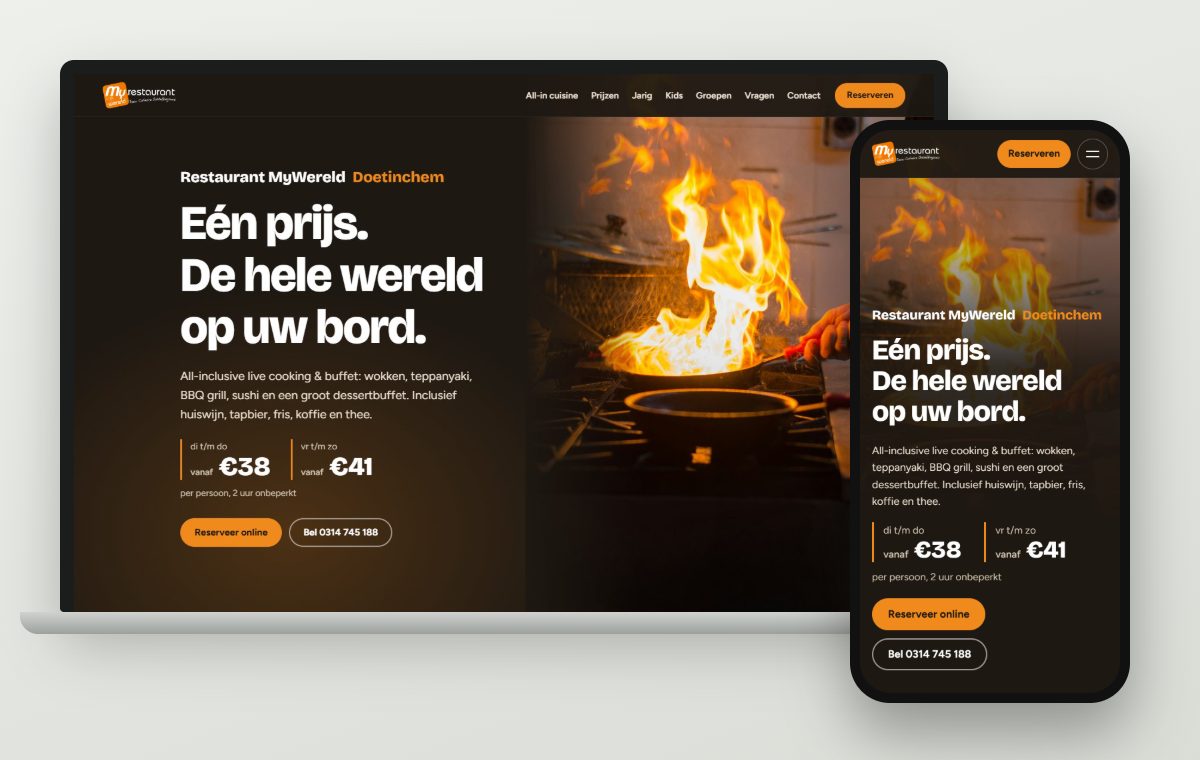 My restaurant
wereld
All-in cuisine Prijzen Jarig Kids Groepen Vragen Contact Reserveren
Restaurant MyWereld Doetinchem
Eén prijs.
De hele wereld
op uw bord.
All-inclusive live cooking & buffet: wokken, teppanyaki,
BBQ grill, sushi en een groot dessertbuffet. Inclusief
huiswijn, tapbier, fris, koffie en thee.
di t/m do vr t/m zo
vanaf €38 vanaf €41
per persoon, 2 uur onbeperkt
Reserveer online Bel 0314 745 188
My restaurant
wereld
Reserveren
Restaurant MyWereld Doetinchem
Eén prijs.
De hele wereld
op uw bord.
All-inclusive live cooking & buffet: wokken,
teppanyaki, BBQ grill, sushi en een groot
dessertbuffet. Inclusief huiswijn, tapbier, fris,
koffie en thee.
di t/m do vr t/m zo
vanaf €38 vanaf €41
per persoon, 2 uur onbeperkt
Reserveer online
Bel 0314 745 188